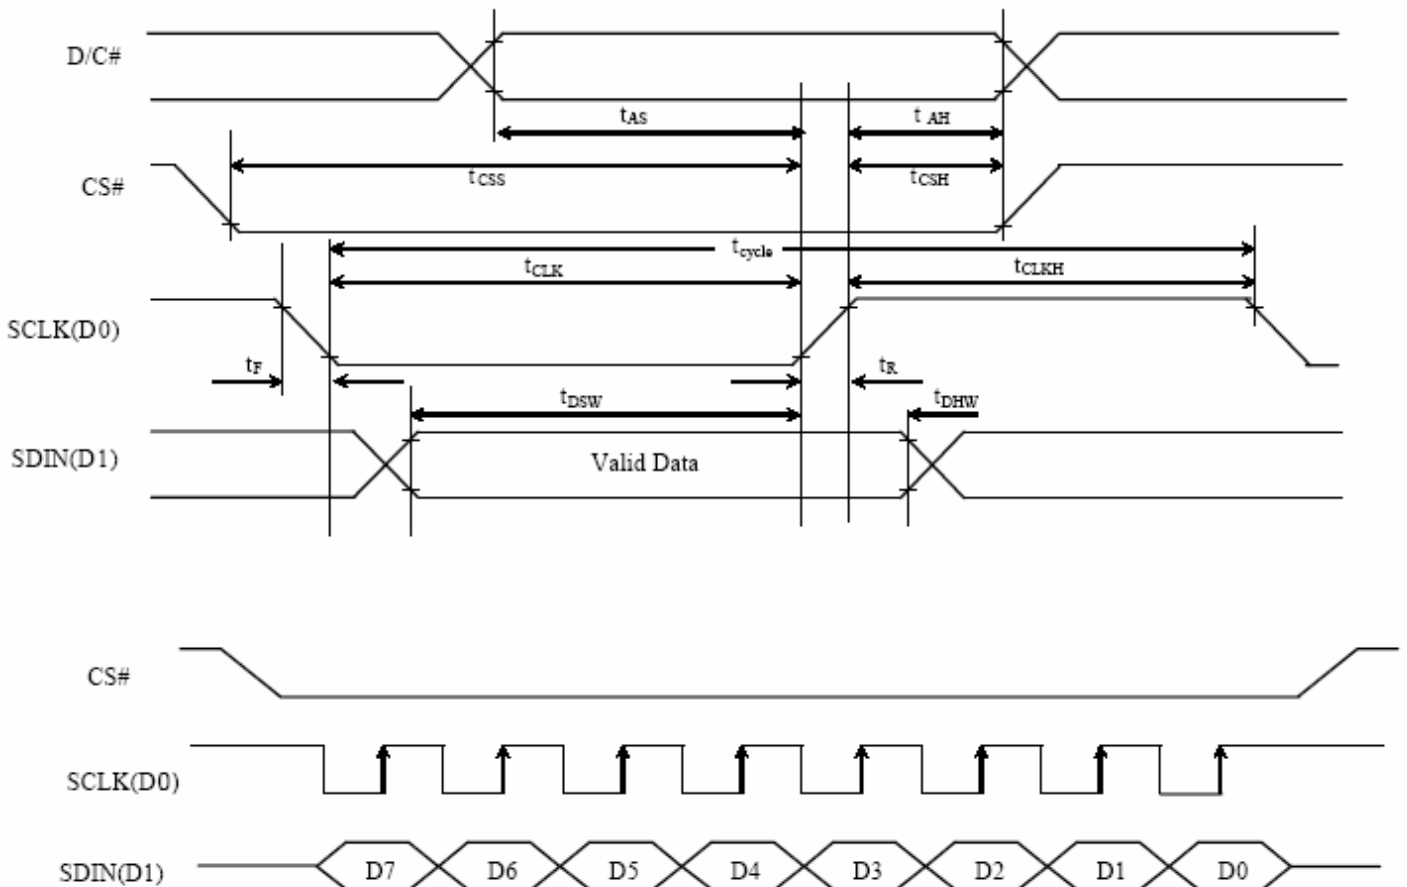 D/C#
tAS
t AH
CS#
tCSS
tCSH
tcycle
tCLK
tCLKH
SCLK(D0)
tF
tR
tDSW
tDHW
SDIN(D1)
Valid Data
CS#
SCLK(D0)
SDIN(D1)
D7
D6
D5
D4
D3
D2
D1
D0